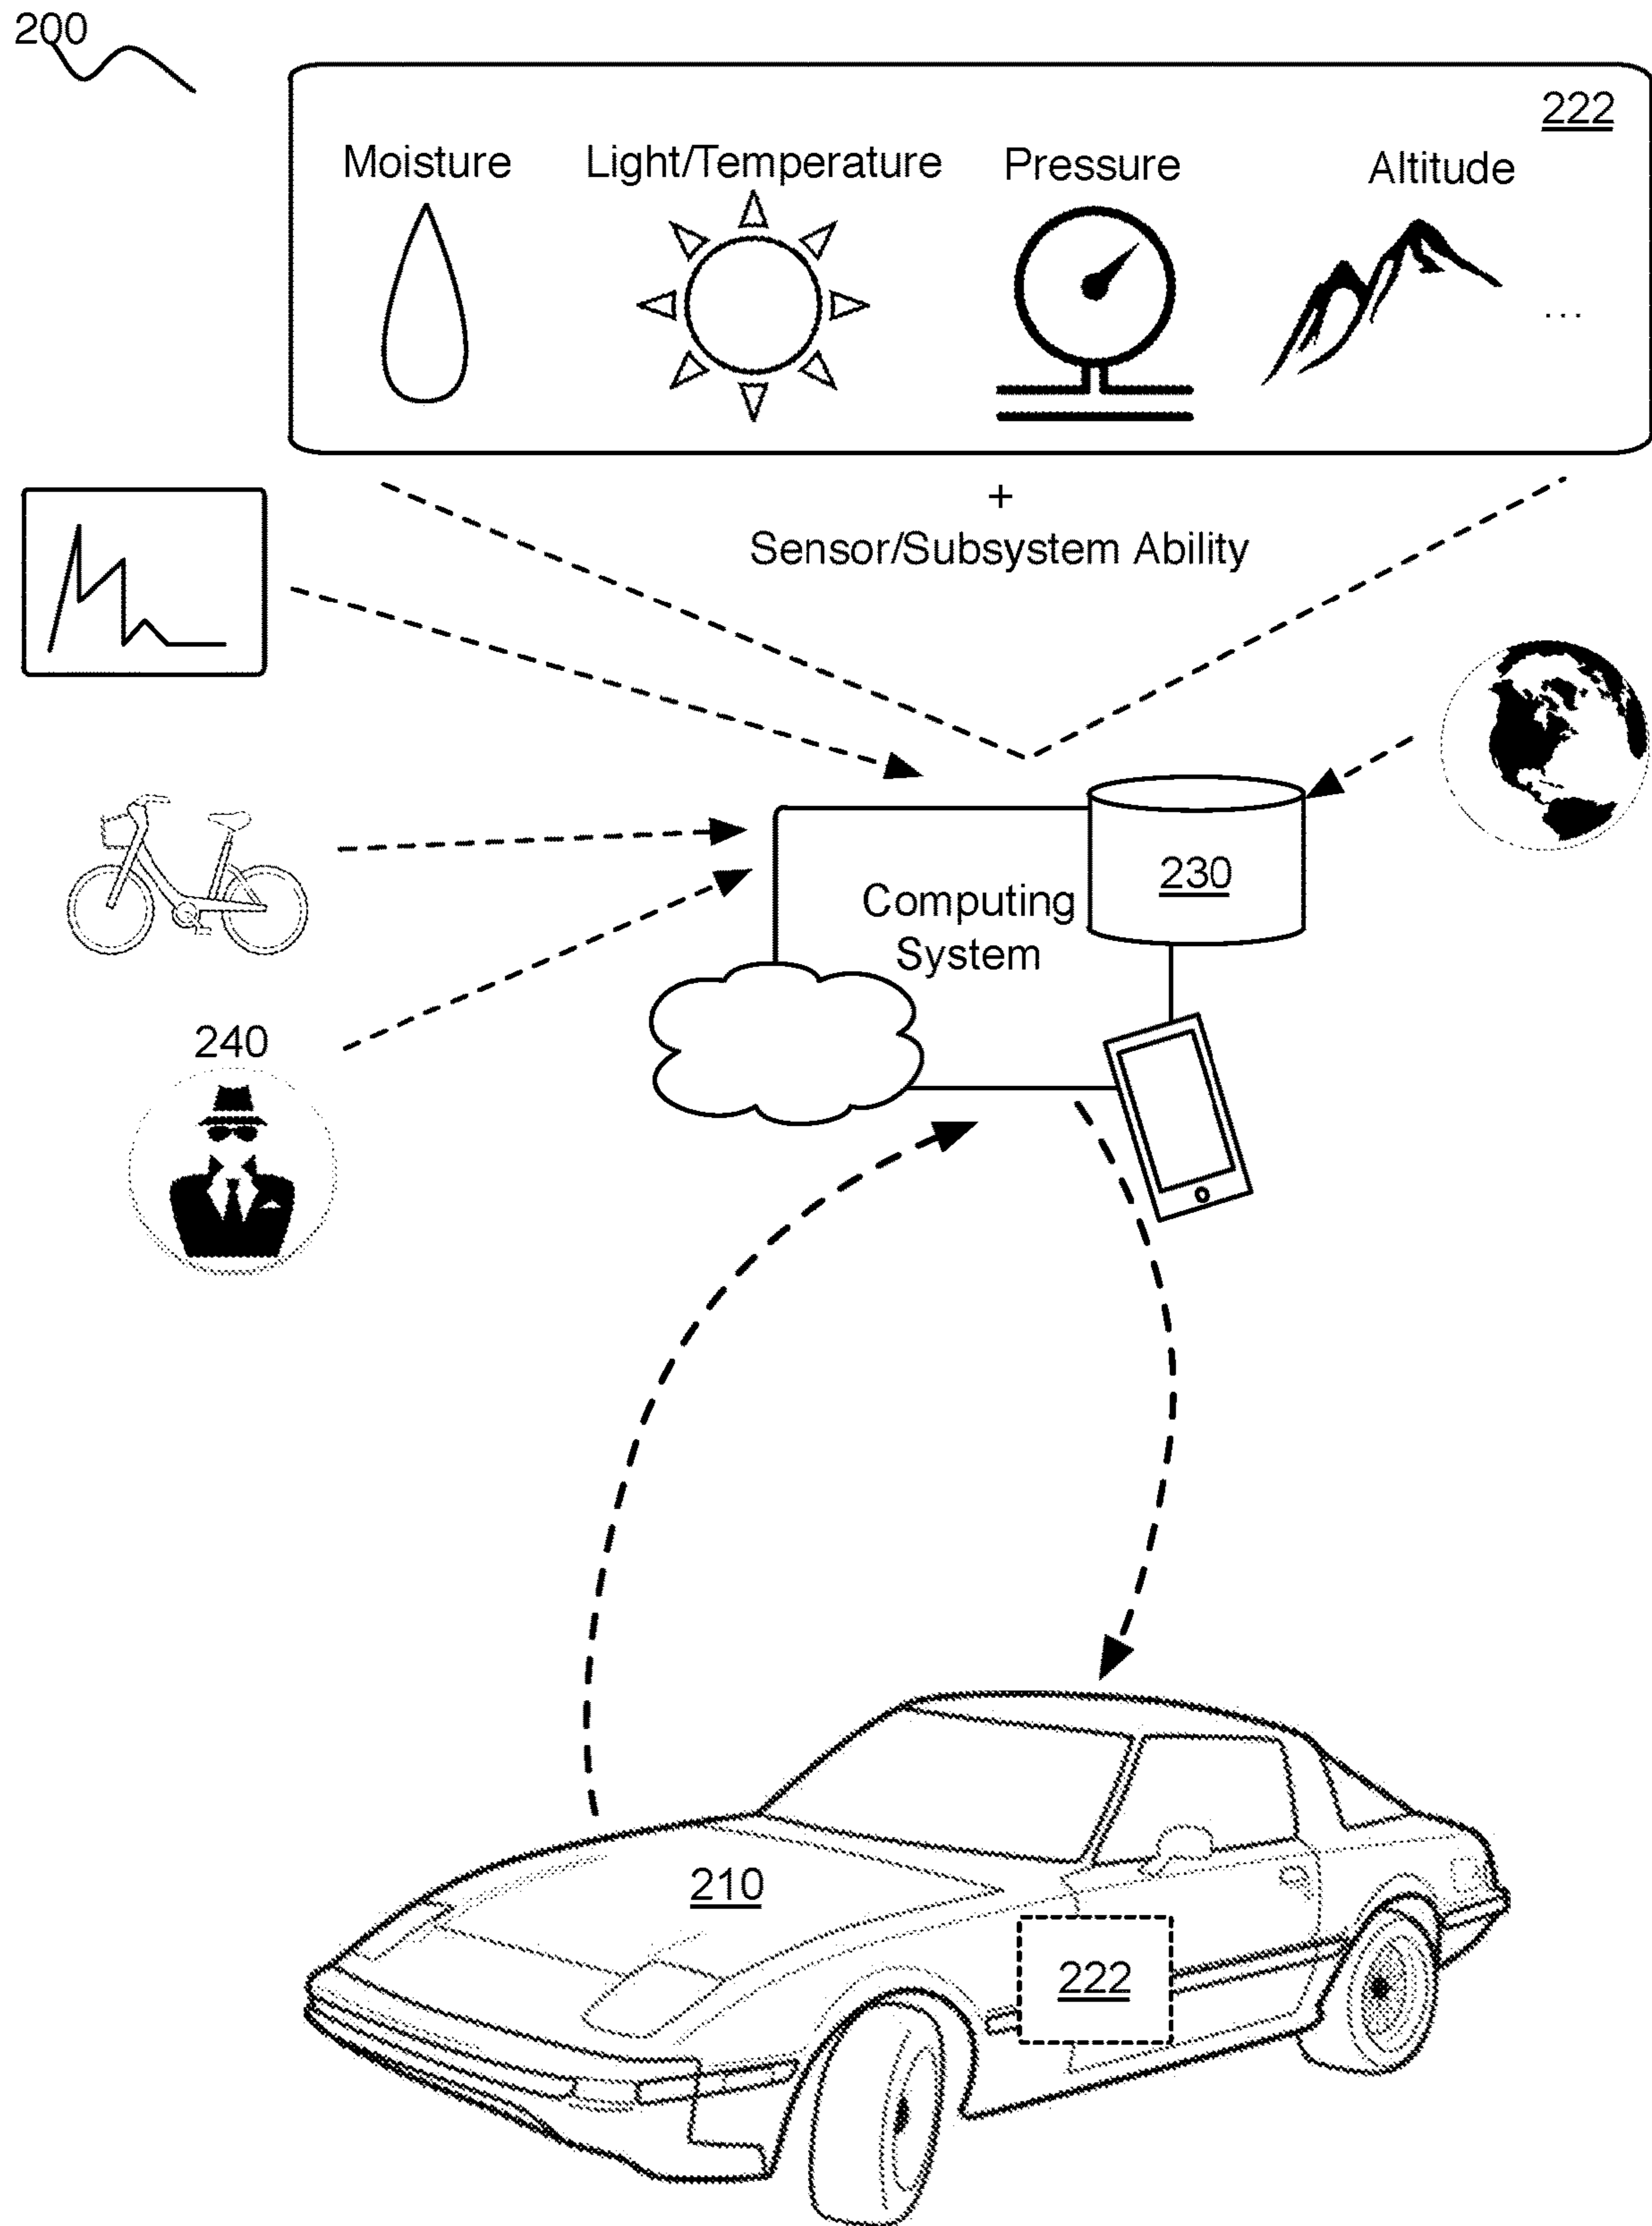 200
222
Moisture Light/Temperature Pressure Altitude
...
+
Sensor/Subsystem Ability
230
Computing
System
240
210
222